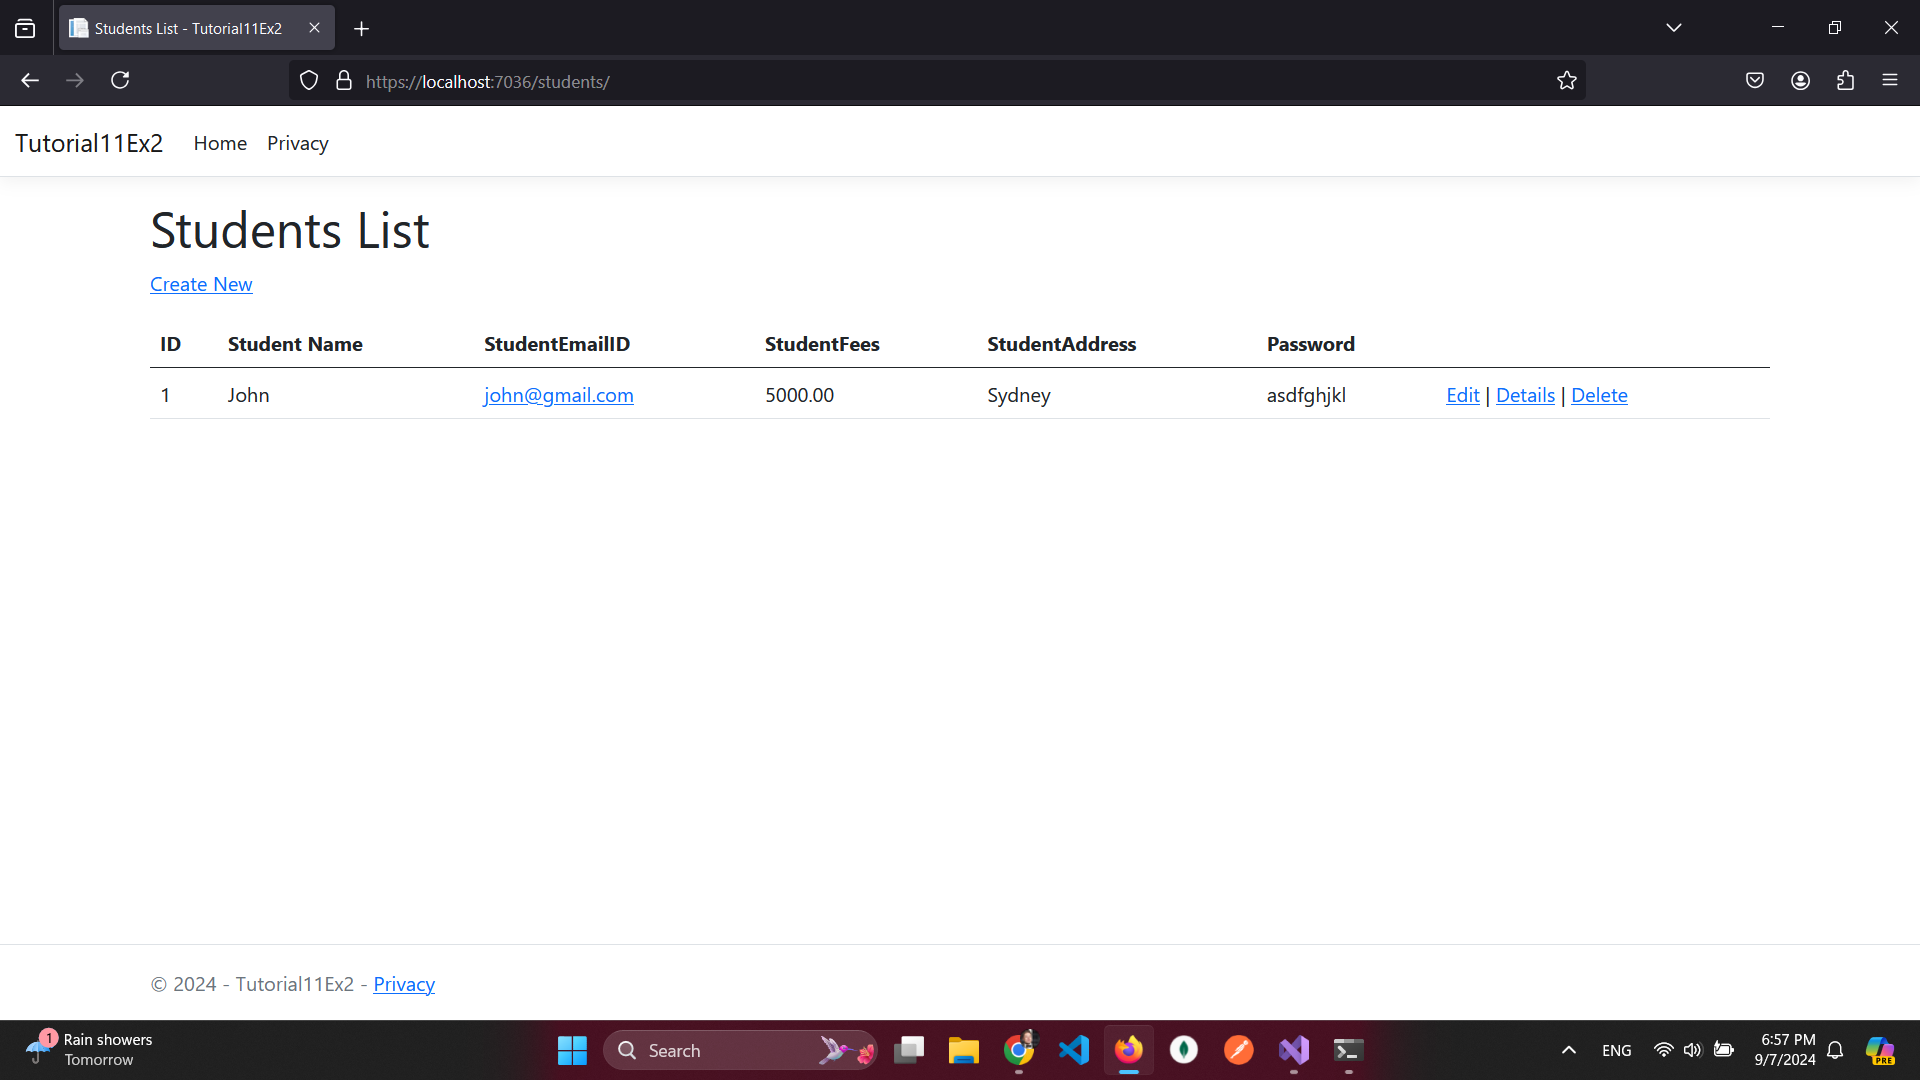 Students List - Tutorial11Ex2
https://localhost:7036/students/
Tutorial11Ex2 Home Privacy
Students List
Create New
ID Student Name StudentEmailID StudentFees StudentAddress Password
1 John john@gmail.com 5000.00 Sydney asdfghjkl Edit | Details | Delete
© 2024 - Tutorial11Ex2 - Privacy
1 Rain showers
Tomorrow
Search
ENG
6:57 PM
9/7/2024
PRE